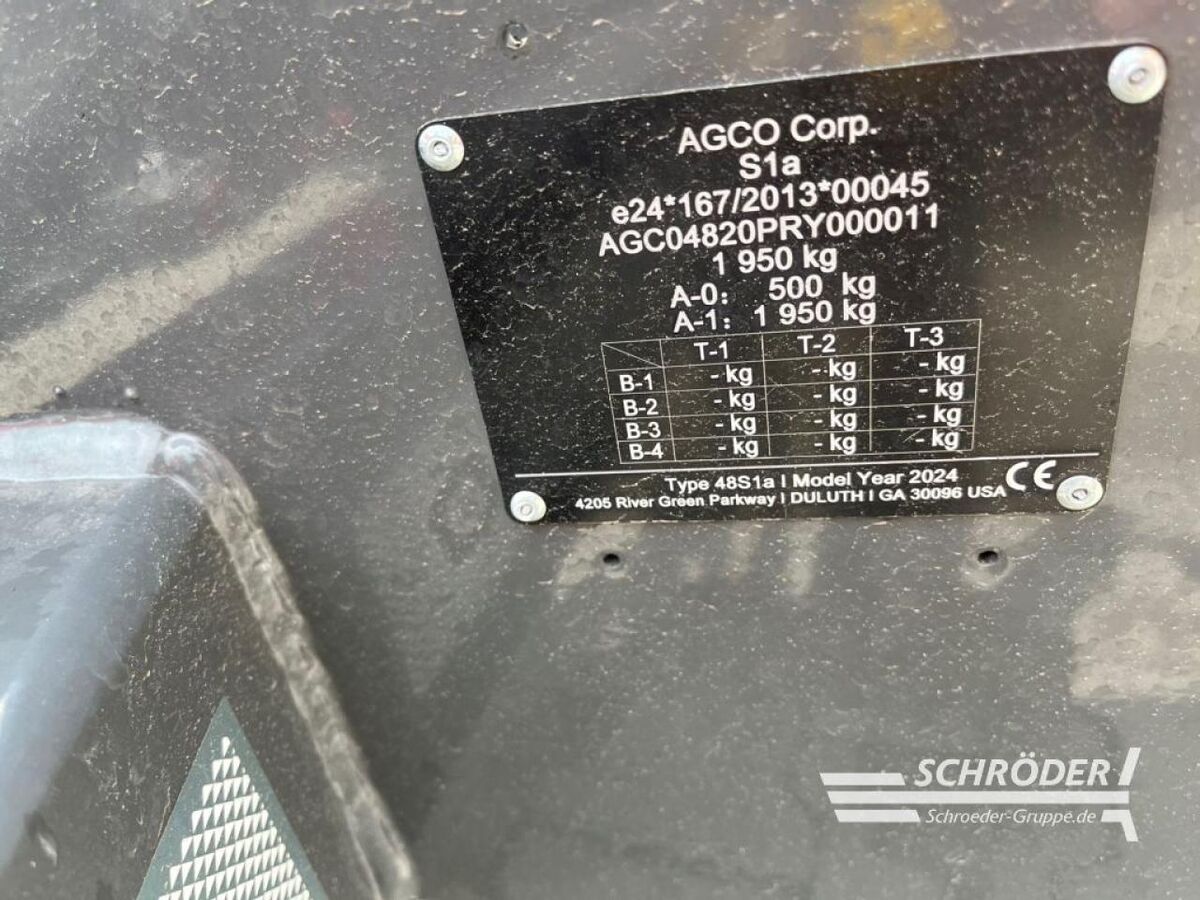 AGCO Corp.
S1a
e24*167/2013*00045
AGC04820PRY000011
1 950 kg
A-0: 500 kg
A-1: 1 950 kg
T-1 T-2 T-3
B-1 - kg - kg - kg
B-2 - kg - kg - kg
B-3 - kg - kg - kg
B-4 - kg - kg - kg
Type 48S1a | Model Year 2024
4205 River Green Parkway | DULUTH | GA 30096 USA
CE
SCHRÖDER
Schroeder-Gruppe.de